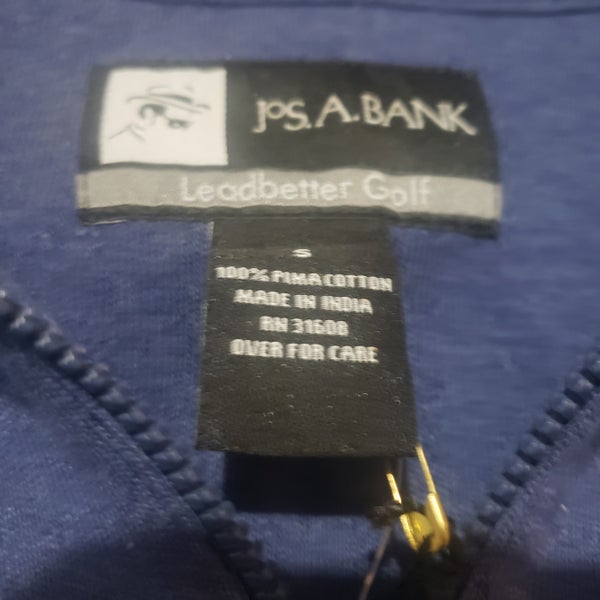 JOS. A. BANK
Leadbetter Golf
S
100% PIMA COTTON
MADE IN INDIA
RN 31608
OVER FOR CARE